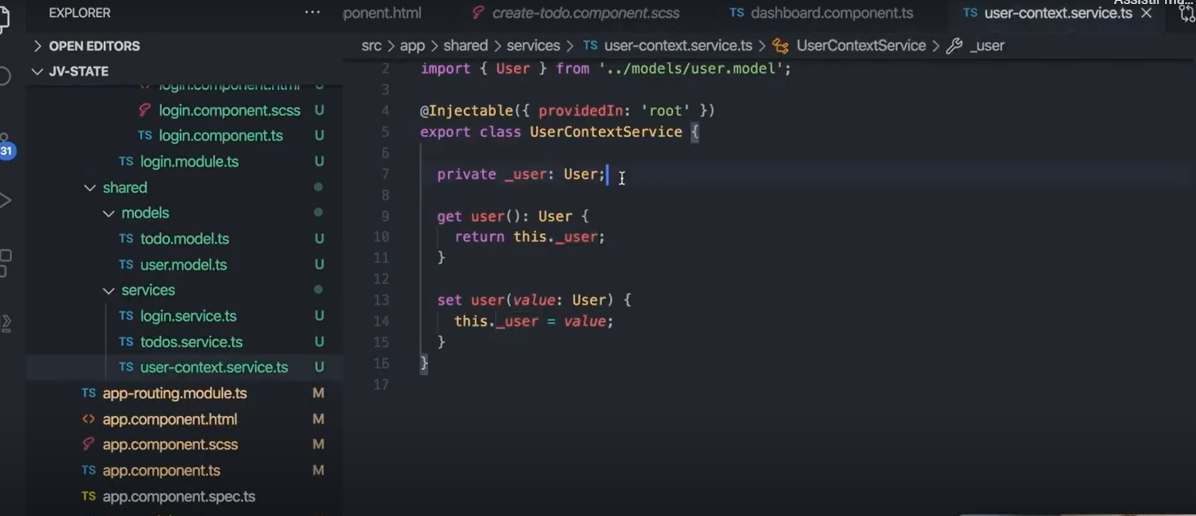 EXPLORER
···
OPEN EDITORS
JV-STATE
login.component.html U
login.component.scss U
TS login.component.ts U
TS login.module.ts U
shared
models
TS todo.model.ts U
TS user.model.ts U
services
TS login.service.ts U
TS todos.service.ts U
TS user-context.service.ts U
TS app-routing.module.ts M
<> app.component.html M
app.component.scss M
TS app.component.ts M
TS app.component.spec.ts
31
ponent.html
create-todo.component.scss
TS dashboard.component.ts
TS user-context.service.ts ×
src > app > shared > services > TS user-context.service.ts > UserContextService > _user
2 import { User } from '../models/user.model';
3
4 @Injectable({ providedIn: 'root' })
5 export class UserContextService {
6
7 private _user: User;
8
9 get user(): User {
10 return this._user;
11 }
12
13 set user(value: User) {
14 this._user = value;
15 }
16 }
17